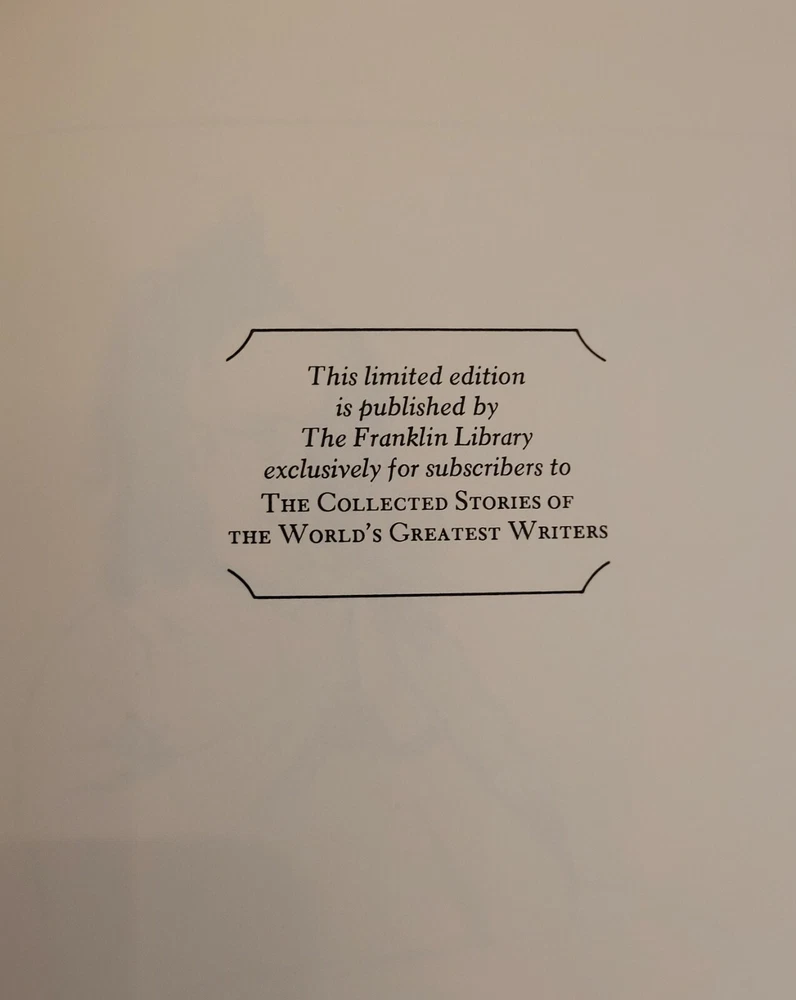 This limited edition
is published by
The Franklin Library
exclusively for subscribers to
The Collected Stories of
the World's Greatest Writers